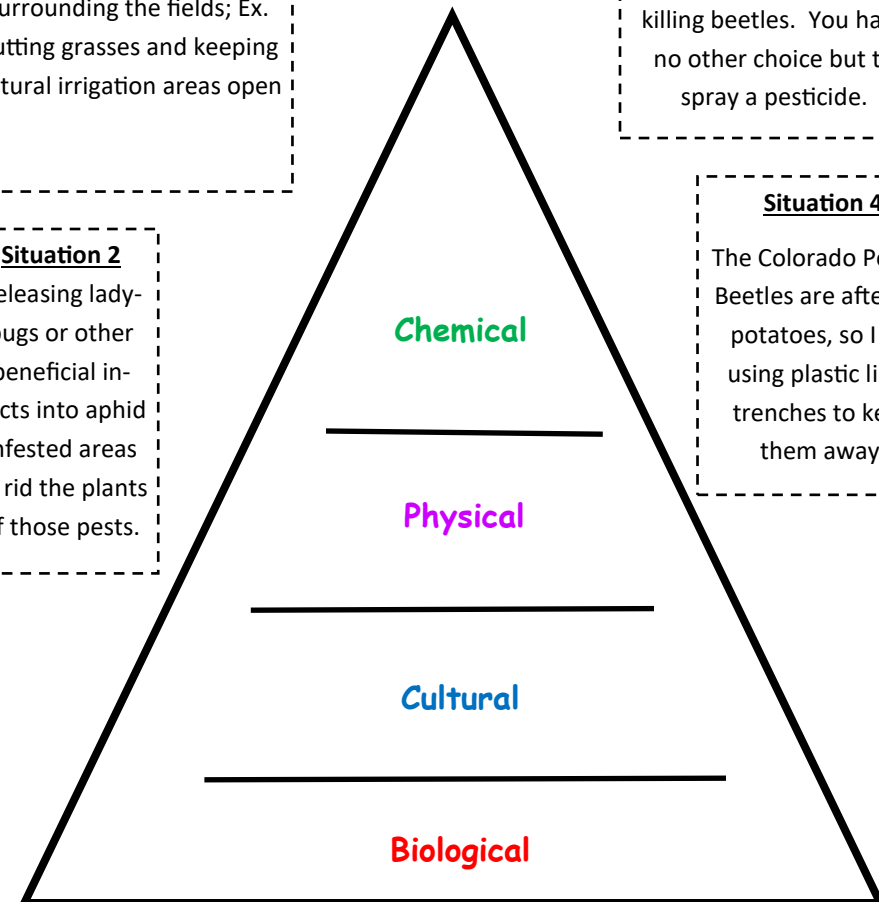 urrounding the fields; Ex.
utting grasses and keeping
tural irrigation areas open
killing beetles. You ha
no other choice but t
spray a pesticide.
Situation 2
eleasing lady-
ugs or other
beneficial in-
cts into aphid
nfested areas
rid the plants
f those pests.
Situation 4
The Colorado Po
Beetles are afte
potatoes, so I
using plastic li
trenches to ke
them away
Chemical
Physical
Cultural
Biological